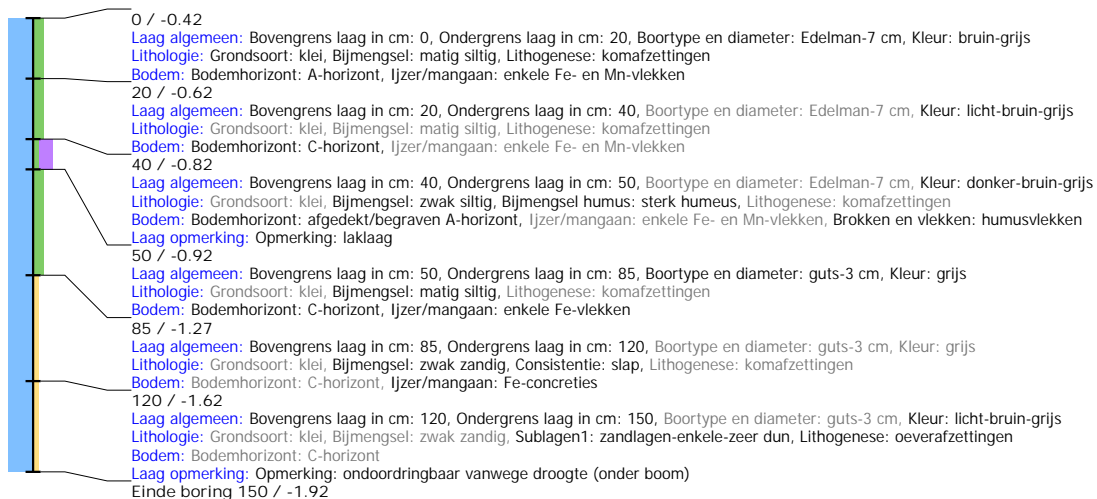 0 / -0.42
Laag algemeen: Bovengrens laag in cm: 0, Ondergrens laag in cm: 20, Boortype en diameter: Edelman-7 cm, Kleur: bruin-grijs
Lithologie: Grondsoort: klei, Bijmengsel: matig siltig, Lithogenese: komafzettingen
Bodem: Bodemhorizont: A-horizont, Ijzer/mangaan: enkele Fe- en Mn-vlekken
20 / -0.62
Laag algemeen: Bovengrens laag in cm: 20, Ondergrens laag in cm: 40, Boortype en diameter: Edelman-7 cm, Kleur: licht-bruin-grijs
Lithologie: Grondsoort: klei, Bijmengsel: matig siltig, Lithogenese: komafzettingen
Bodem: Bodemhorizont: C-horizont, Ijzer/mangaan: enkele Fe- en Mn-vlekken
40 / -0.82
Laag algemeen: Bovengrens laag in cm: 40, Ondergrens laag in cm: 50, Boortype en diameter: Edelman-7 cm, Kleur: donker-bruin-grijs
Lithologie: Grondsoort: klei, Bijmengsel: zwak siltig, Bijmengsel humus: sterk humeus, Lithogenese: komafzettingen
Bodem: Bodemhorizont: afgedekt/begraven A-horizont, Ijzer/mangaan: enkele Fe- en Mn-vlekken, Brokken en vlekken: humusvlekken
Laag opmerking: Opmerking: laklaag
50 / -0.92
Laag algemeen: Bovengrens laag in cm: 50, Ondergrens laag in cm: 85, Boortype en diameter: guts-3 cm, Kleur: grijs
Lithologie: Grondsoort: klei, Bijmengsel: matig siltig, Lithogenese: komafzettingen
Bodem: Bodemhorizont: C-horizont, Ijzer/mangaan: enkele Fe-vlekken
85 / -1.27
Laag algemeen: Bovengrens laag in cm: 85, Ondergrens laag in cm: 120, Boortype en diameter: guts-3 cm, Kleur: grijs
Lithologie: Grondsoort: klei, Bijmengsel: zwak zandig, Consistentie: slap, Lithogenese: komafzettingen
Bodem: Bodemhorizont: C-horizont, Ijzer/mangaan: Fe-concreties
120 / -1.62
Laag algemeen: Bovengrens laag in cm: 120, Ondergrens laag in cm: 150, Boortype en diameter: guts-3 cm, Kleur: licht-bruin-grijs
Lithologie: Grondsoort: klei, Bijmengsel: zwak zandig, Sublagen1: zandlagen-enkele-zeer dun, Lithogenese: oeverafzettingen
Bodem: Bodemhorizont: C-horizont
Laag opmerking: Opmerking: ondoordringbaar vanwege droogte (onder boom)
Einde boring 150 / -1.92